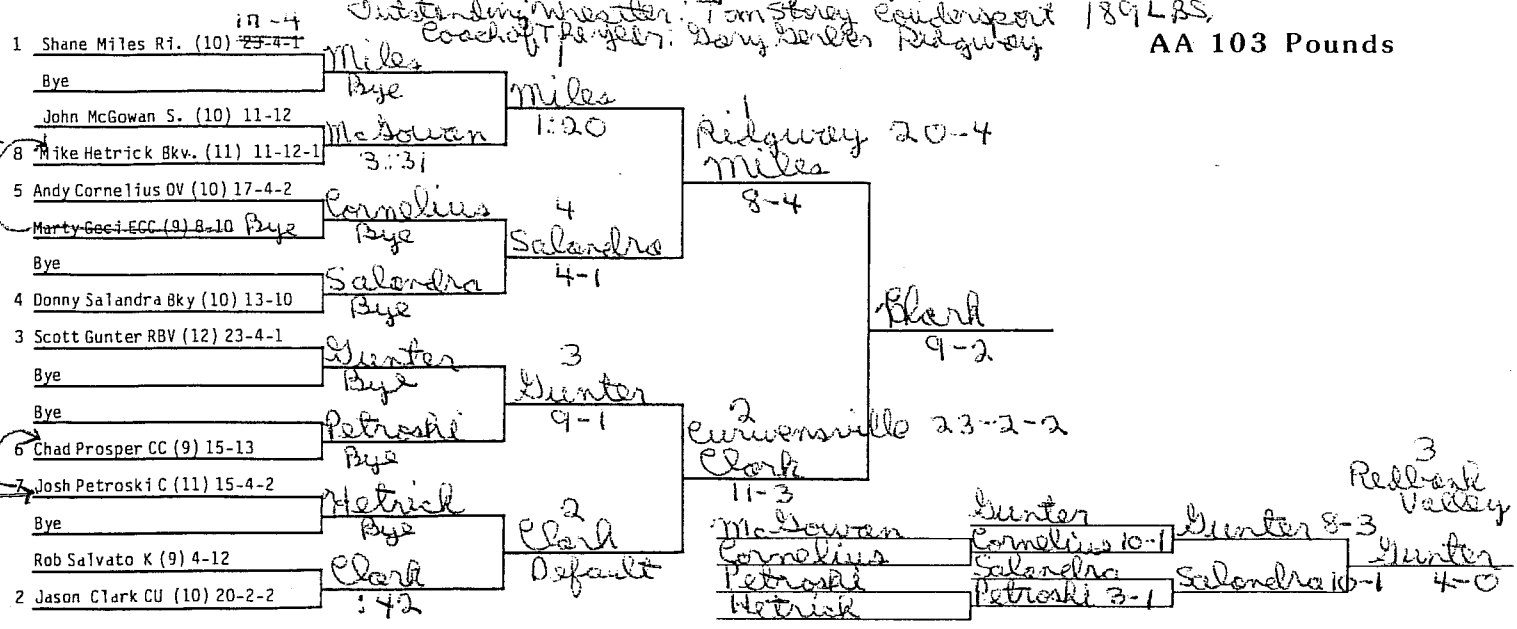 Outstanding Wrestler: Tom Storey Coudersport 189 LBS.
Coach of The year: Gary Gerber Ridgway
AA 103 Pounds
17-4
1 Shane Miles Ri. (10) 23-4-1
Bye
John McGowan S. (10) 11-12
8 Mike Hetrick Bkv. (11) 11-12-1
5 Andy Cornelius OV (10) 17-4-2
Marty Geci ECC (9) 8-10 Bye
Bye
4 Donny Salandra Bky (10) 13-10
3 Scott Gunter RBV (12) 23-4-1
Bye
Bye
6 Chad Prosper CC (9) 15-13
7 Josh Petroski C (11) 15-4-2
Bye
Rob Salvato K (9) 4-12
2 Jason Clark CU (10) 20-2-2
Miles
Bye
McGowan
3:31
Cornelius
Bye
Salandra
Bye
Gunter
Bye
Petroski
Bye
Hetrick
Bye
Clark
:42
Miles
1:20
4
Salandra
4-1
3
Gunter
9-1
2
Clark
Default
1
Ridgway 20-4
Miles
8-4
2
Curwensville 23-2-2
Clark
11-3
Clark
9-2
McGowan
Cornelius
Petroski
Hetrick
Gunter
Cornelius 10-1
Salandra
Petroski 3-1
Gunter 8-3
Salandra 10-1
3
Redbank
Valley
Gunter
4-0